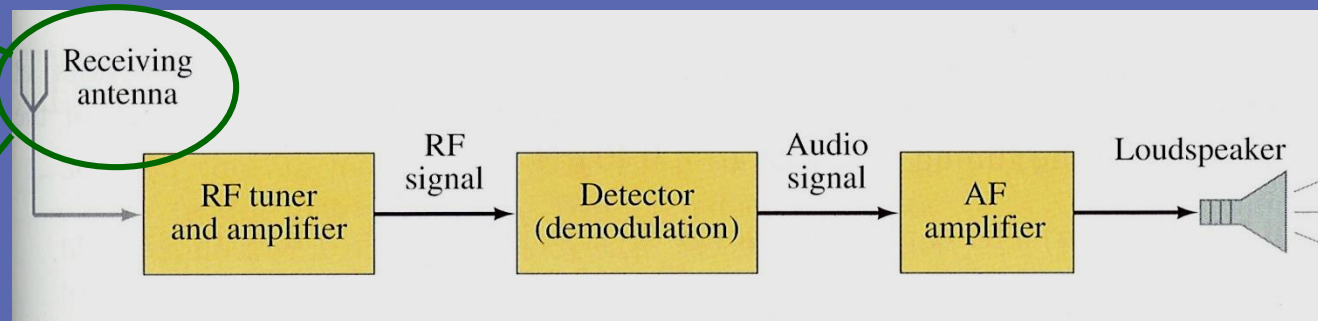 Receiving
antenna
RF tuner
and amplifier
RF
signal
Detector
(demodulation)
Audio
signal
AF
amplifier
Loudspeaker